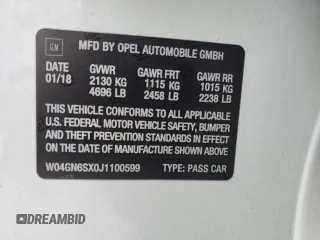 GM
MFD BY OPEL AUTOMOBILE GMBH
DATE GVWR GAWR FRT GAWR RR
01/18 2130 KG 1115 KG 1015 KG
4696 LB 2458 LB 2238 LB
THIS VEHICLE CONFORMS TO ALL APPLICABLE
U.S. FEDERAL MOTOR VEHICLE SAFETY, BUMPER
AND THEFT PREVENTION STANDARDS IN EFFECT
ON THE DATE OF MANUFACTURE SHOWN ABOVE.
W04GN6SX0J1100599 TYPE: PASS CAR
DREAMBID